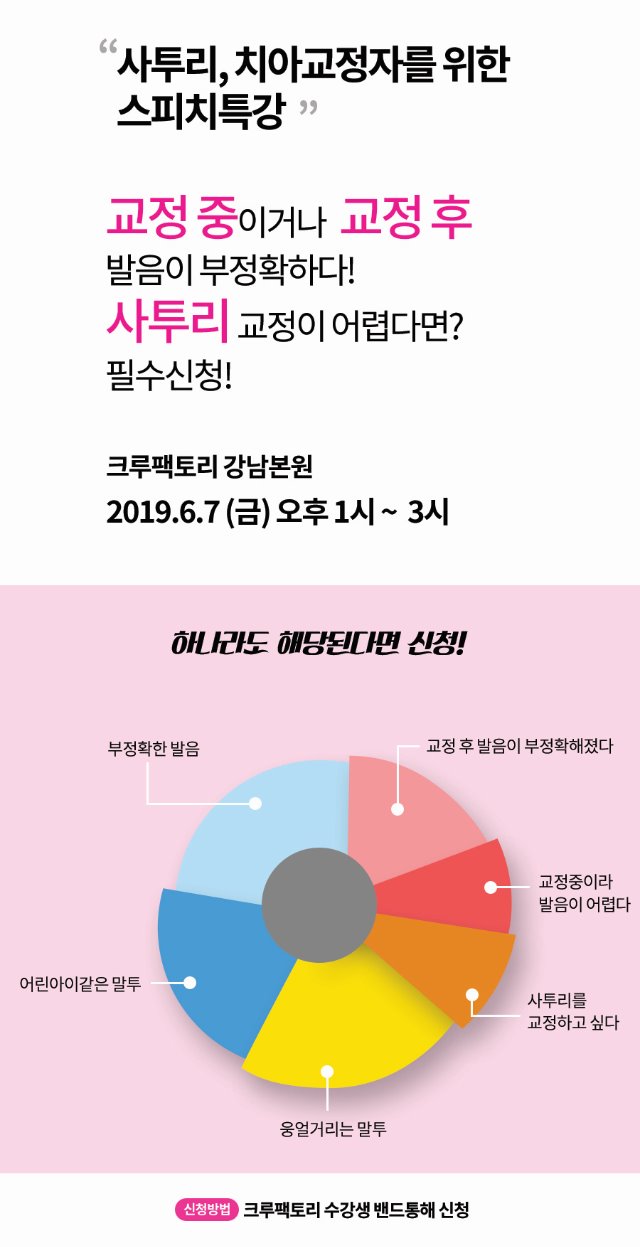 “ 사투리, 치아교정자를 위한
스피치특강 ”
교정 중이거나 교정 후
발음이 부정확하다!
사투리 교정이 어렵다면?
필수신청!
크루팩토리 강남본원
2019.6.7 (금) 오후 1시 ~ 3시
하나라도 해당된다면 신청!
부정확한 발음
교정 후 발음이 부정확해졌다
교정중이라
발음이 어렵다
어린아이같은 말투
사투리를
교정하고 싶다
웅얼거리는 말투
신청방법 크루팩토리 수강생 밴드통해 신청